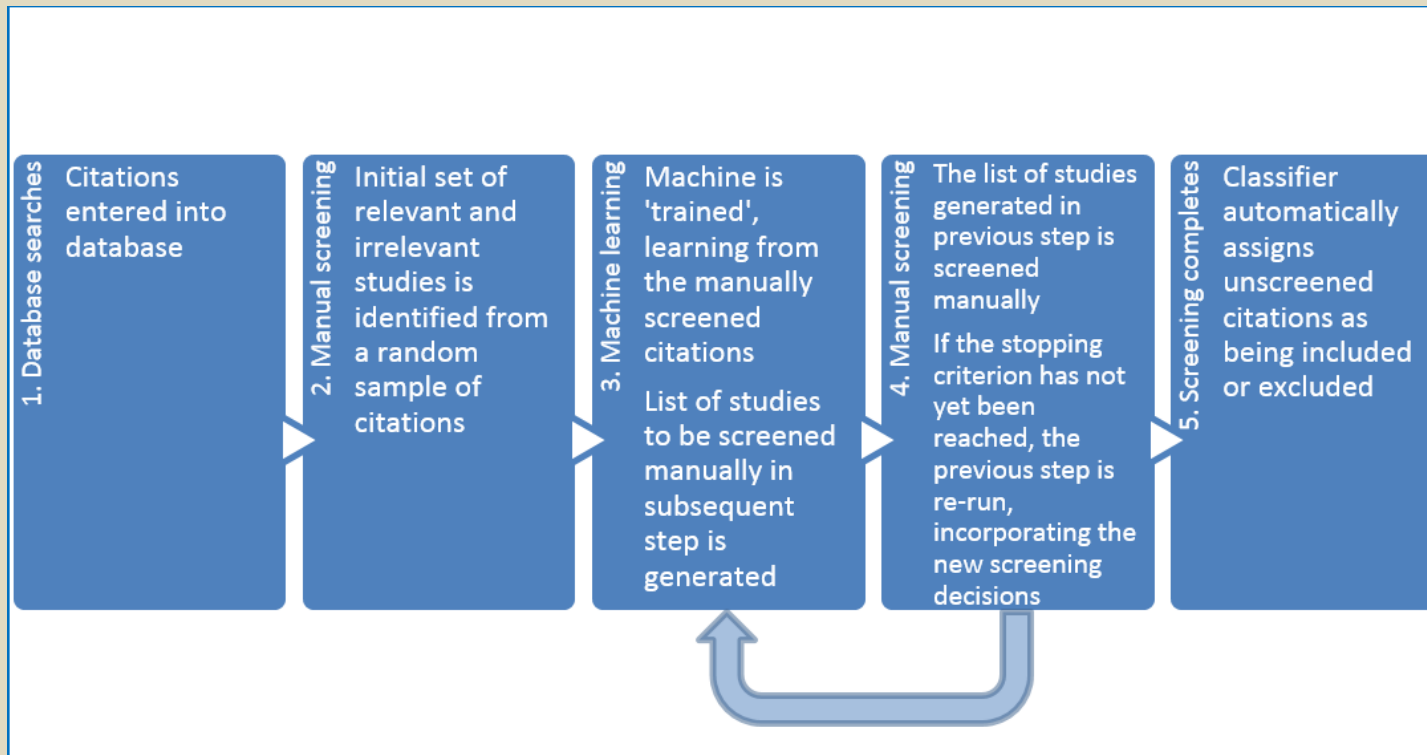 1. Database searches
Citations
entered into
database
2. Manual screening
Initial set of
relevant and
irrelevant
studies is
identified from
a random
sample of
citations
3. Machine learning
Machine is
'trained',
learning from
the manually
screened
citations
List of studies
to be screened
manually in
subsequent
step is
generated
4. Manual screening
The list of studies
generated in
previous step is
screened
manually
If the stopping
criterion has not
yet been
reached, the
previous step is
re-run,
incorporating the
new screening
decisions
5. Screening completes
Classifier
automatically
assigns
unscreened
citations as
being included
or excluded